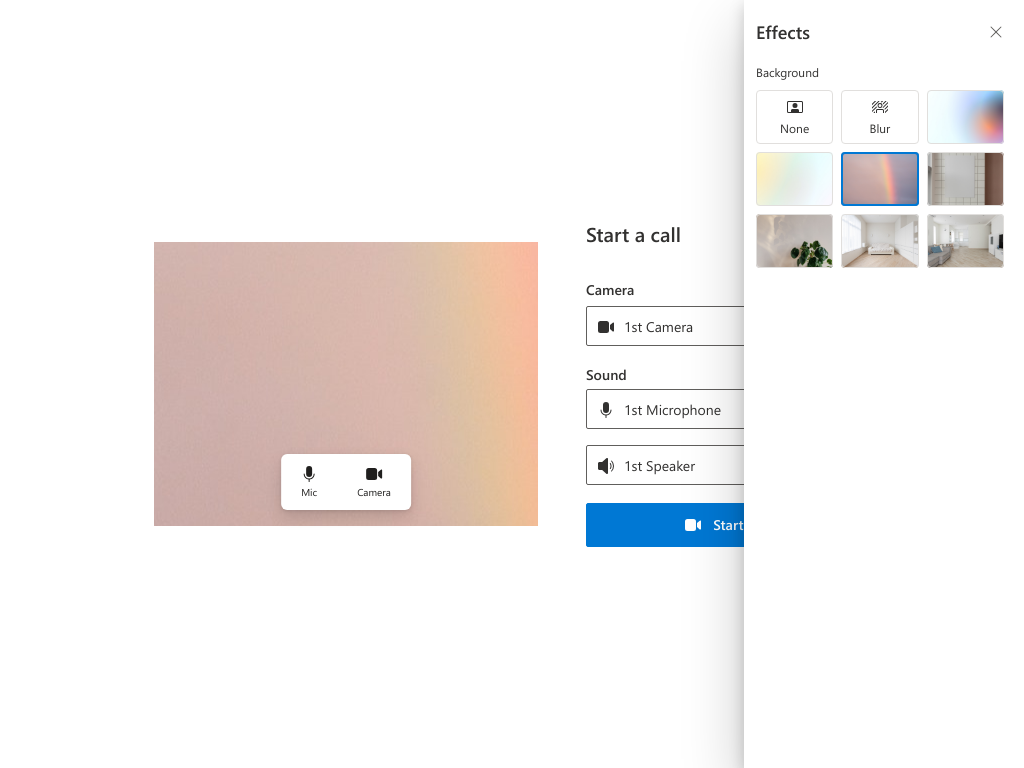 Effects
Background
None
Blur
Start a call
Camera
1st Camera
Sound
1st Microphone
1st Speaker
Start
Mic
Camera